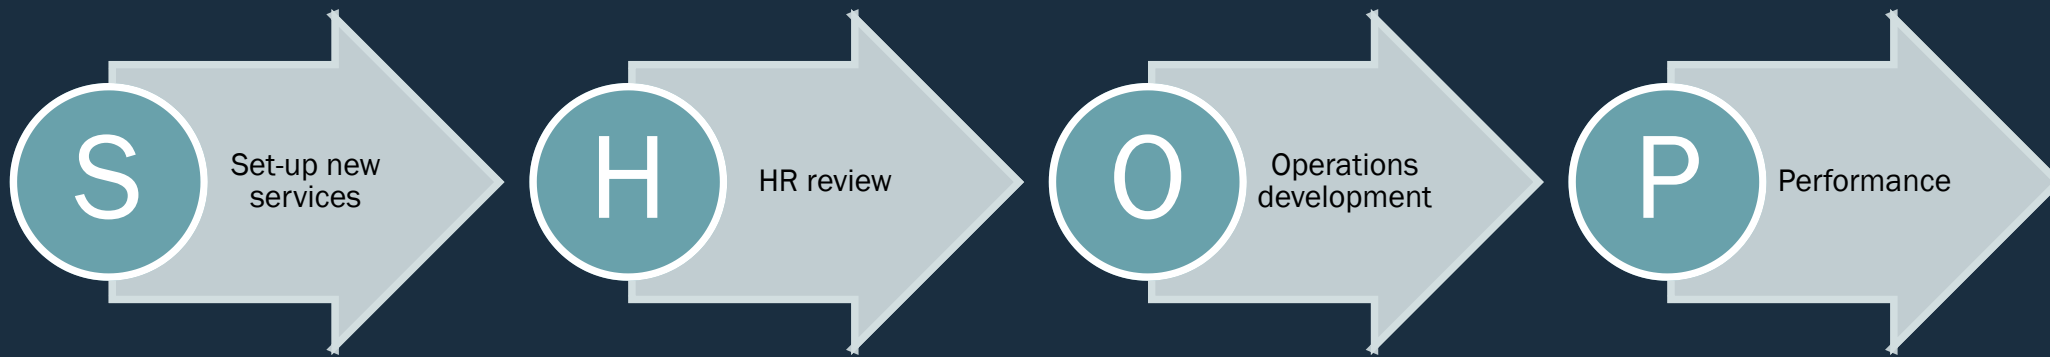 S
Set-up new
services
H
HR review
O
Operations
development
P
Performance